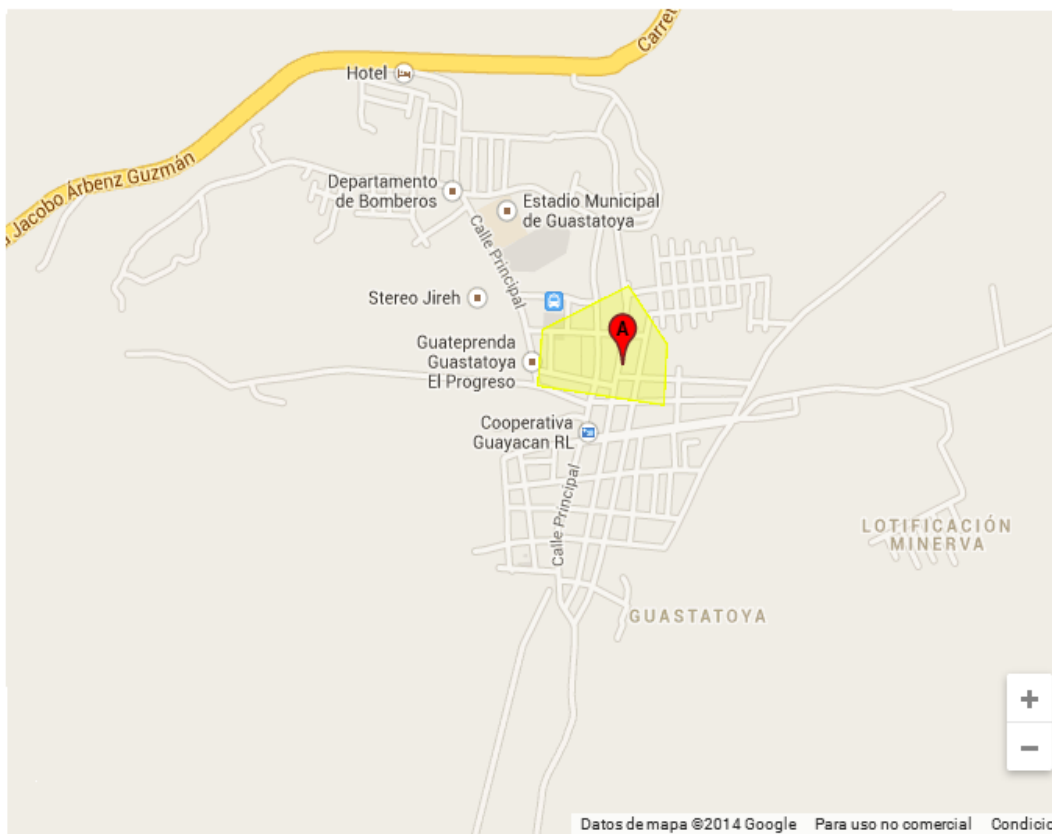 Carret
Hotel
a Jacobo Árbenz Guzmán
Departamento
de Bomberos
Estadio Municipal
de Guastatoya
Calle Principal
Stereo Jireh
A
Guateprenda
Guastatoya
El Progreso
Cooperativa
Guayacan RL
Calle Principal
LOTIFICACIÓN
MINERVA
GUASTATOYA
+
−
Datos de mapa ©2014 Google Para uso no comercial Condicio